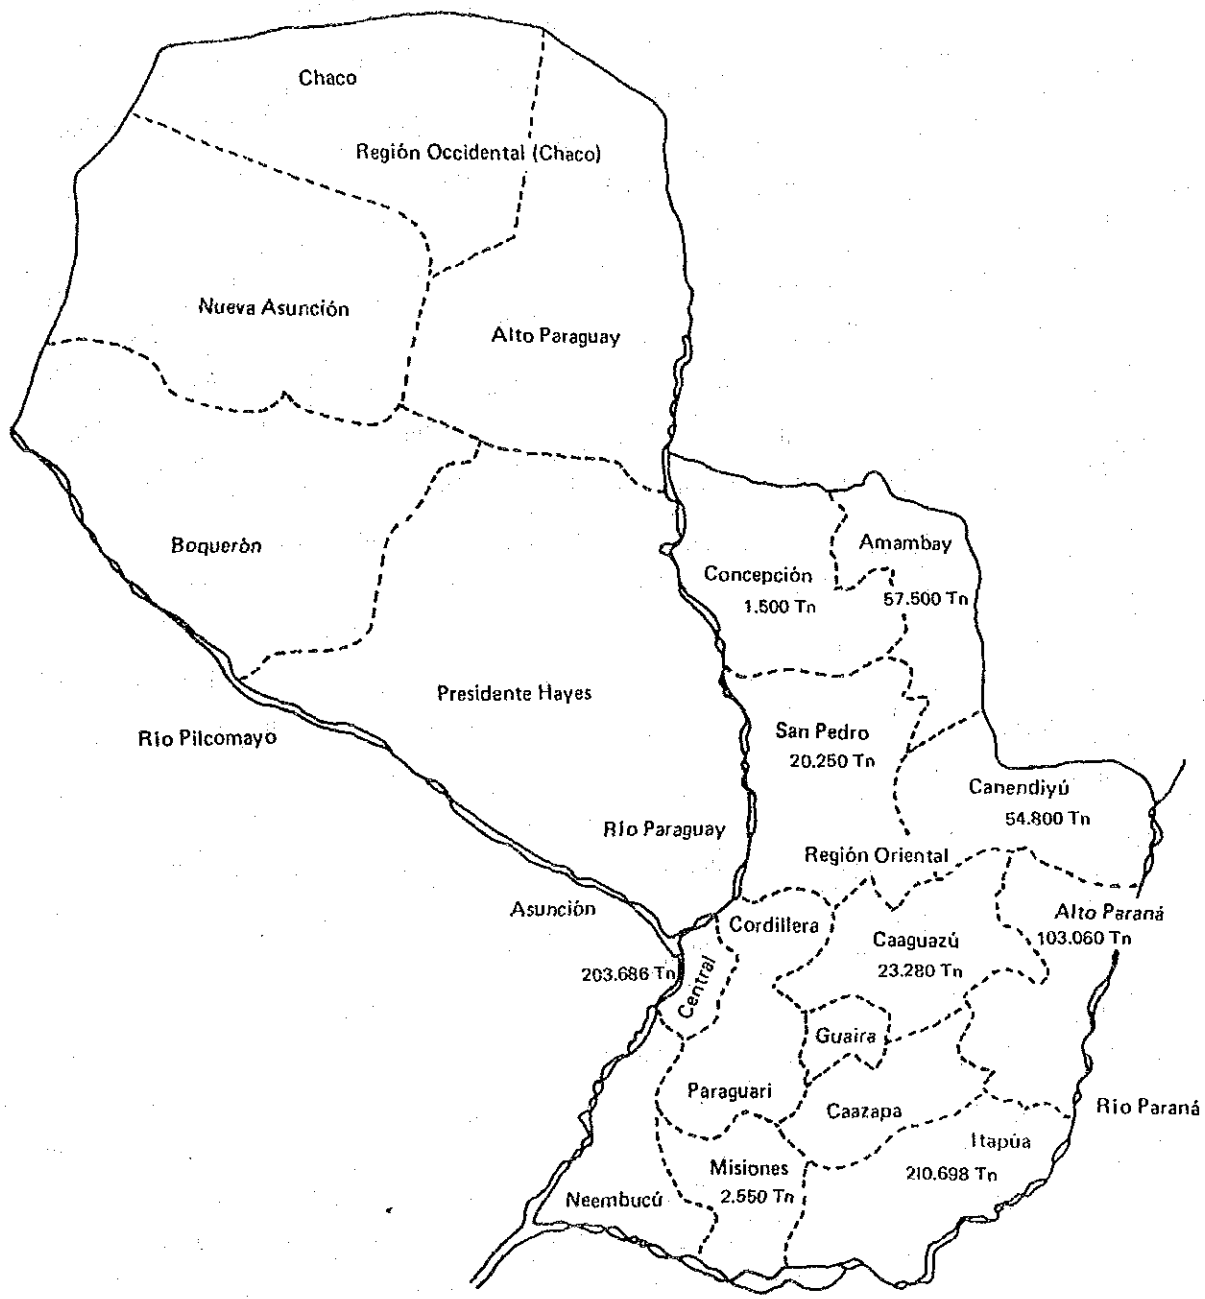 Chaco
Región Occidental (Chaco)
Nueva Asunción
Alto Paraguay
Boquerón
Amambay
Concepción
1.500 Tn
57.500 Tn
Presidente Hayes
San Pedro
20.250 Tn
Río Pilcomayo
Canendiyú
54.800 Tn
Río Paraguay
Región Oriental
Asunción
Cordillera
Alto Paraná
103.060 Tn
Caaguazú
23.280 Tn
203.686 Tn
Central
Guaira
Paraguari
Caazapa
Río Paraná
Itapúa
210.698 Tn
Misiones
2.550 Tn
Neembucú